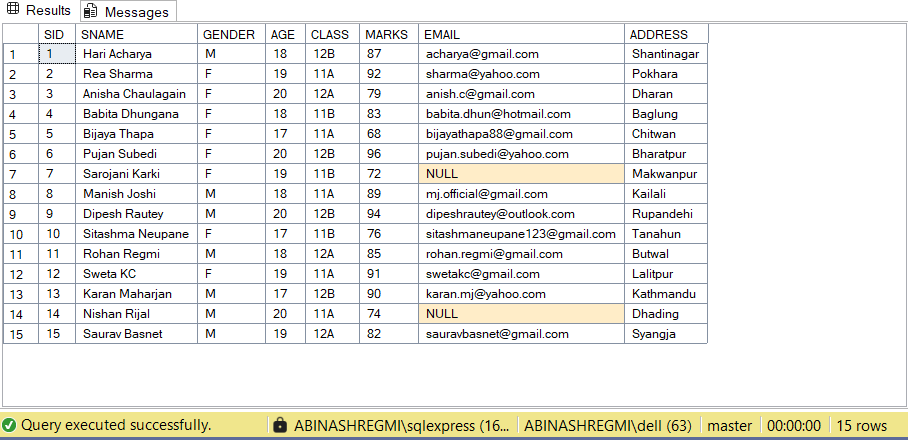 Results Messages
SID SNAME GENDER AGE CLASS MARKS EMAIL ADDRESS
1 1 Hari Acharya M 18 12B 87 acharya@gmail.com Shantinagar
2 2 Rea Sharma F 19 11A 92 sharma@yahoo.com Pokhara
3 3 Anisha Chaulagain F 20 12A 79 anish.c@gmail.com Dharan
4 4 Babita Dhungana F 18 11B 83 babita.dhun@hotmail.com Baglung
5 5 Bijaya Thapa F 17 11A 68 bijayathapa88@gmail.com Chitwan
6 6 Pujan Subedi F 20 12B 96 pujan.subedi@yahoo.com Bharatpur
7 7 Sarojani Karki F 19 11B 72 NULL Makwanpur
8 8 Manish Joshi M 18 11A 89 mj.official@gmail.com Kailali
9 9 Dipesh Rautey M 20 12B 94 dipeshrautey@outlook.com Rupandehi
10 10 Sitashma Neupane F 17 11B 76 sitashmaneupane123@gmail.com Tanahun
11 11 Rohan Regmi M 18 12A 85 rohan.regmi@gmail.com Butwal
12 12 Sweta KC F 19 11A 91 swetakc@gmail.com Lalitpur
13 13 Karan Maharjan M 17 12B 90 karan.mj@yahoo.com Kathmandu
14 14 Nishan Rijal M 20 11A 74 NULL Dhading
15 15 Saurav Basnet M 19 12A 82 sauravbasnet@gmail.com Syangja
Query executed successfully. ABINASHREGMI\sqlexpress (16... ABINASHREGMI\dell (63) master 00:00:00 15 rows